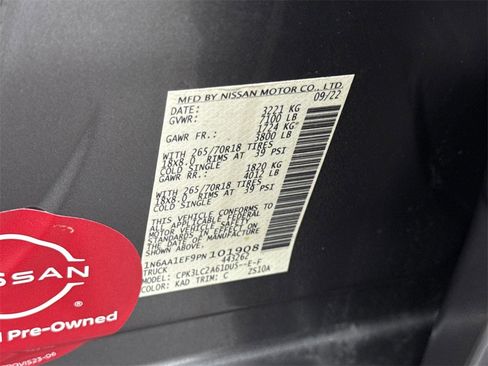 MFD BY NISSAN MOTOR CO., LTD.
DATE: 09/22
GVWR: 3221 KG
7100 LB
GAWR FR.: 1724 KG
3800 LB
WITH 265/70R18 TIRES
18x8.0 RIMS AT 39 PSI
COLD SINGLE
GAWR RR.: 1820 KG
4012 LB
WITH 265/70R18 TIRES
18x8.0 RIMS AT 39 PSI
COLD SINGLE
THIS VEHICLE CONFORMS TO
ALL APPLICABLE FEDERAL
MOTOR VEHICLE SAFETY
STANDARDS IN EFFECT ON
THE DATE OF MANUFACTURE
SHOWN ABOVE.
1N6AA1EF9PN101908
TRUCK 443262
MODEL: CPK3LC2A61DUS--E-F
COLOR: KAD TRIM: C ZS10A
NISSAN
Pre-Owned